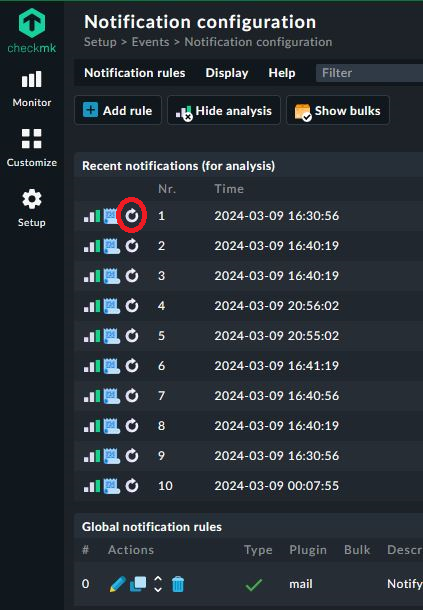 Notification configuration
Setup > Events > Notification configuration
checkmk
Monitor
Customize
Setup
Notification rules Display Help Filter
Add rule Hide analysis Show bulks
Recent notifications (for analysis)
Nr. Time
1 2024-03-09 16:30:56
2 2024-03-09 16:40:19
3 2024-03-09 16:40:19
4 2024-03-09 20:56:02
5 2024-03-09 20:55:02
6 2024-03-09 16:41:19
7 2024-03-09 16:40:56
8 2024-03-09 16:40:19
9 2024-03-09 16:30:56
10 2024-03-09 00:07:55
Global notification rules
# Actions Type Plugin Bulk Descr
0 mail Notify